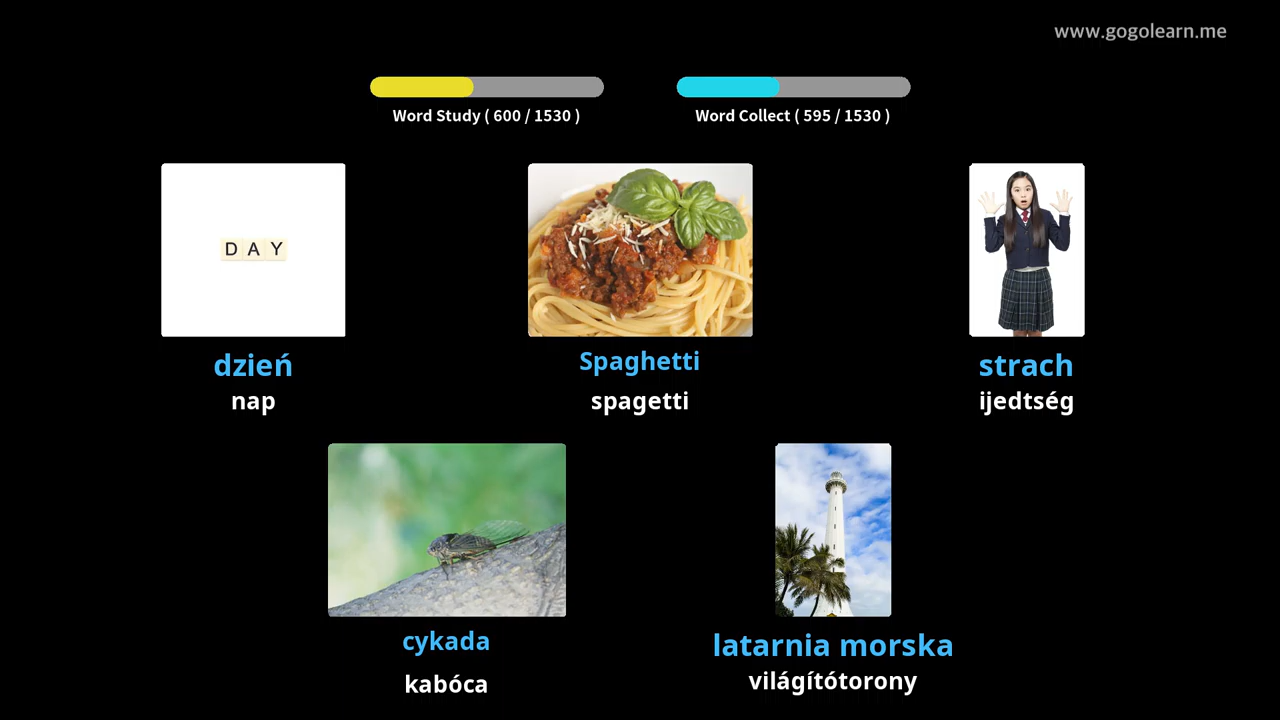 www.gogolearn.me
Word Study ( 600 / 1530 )
Word Collect ( 595 / 1530 )
DAY
dzień
nap
Spaghetti
spagetti
strach
ijedtség
cykada
kabóca
latarnia morska
világítótorony